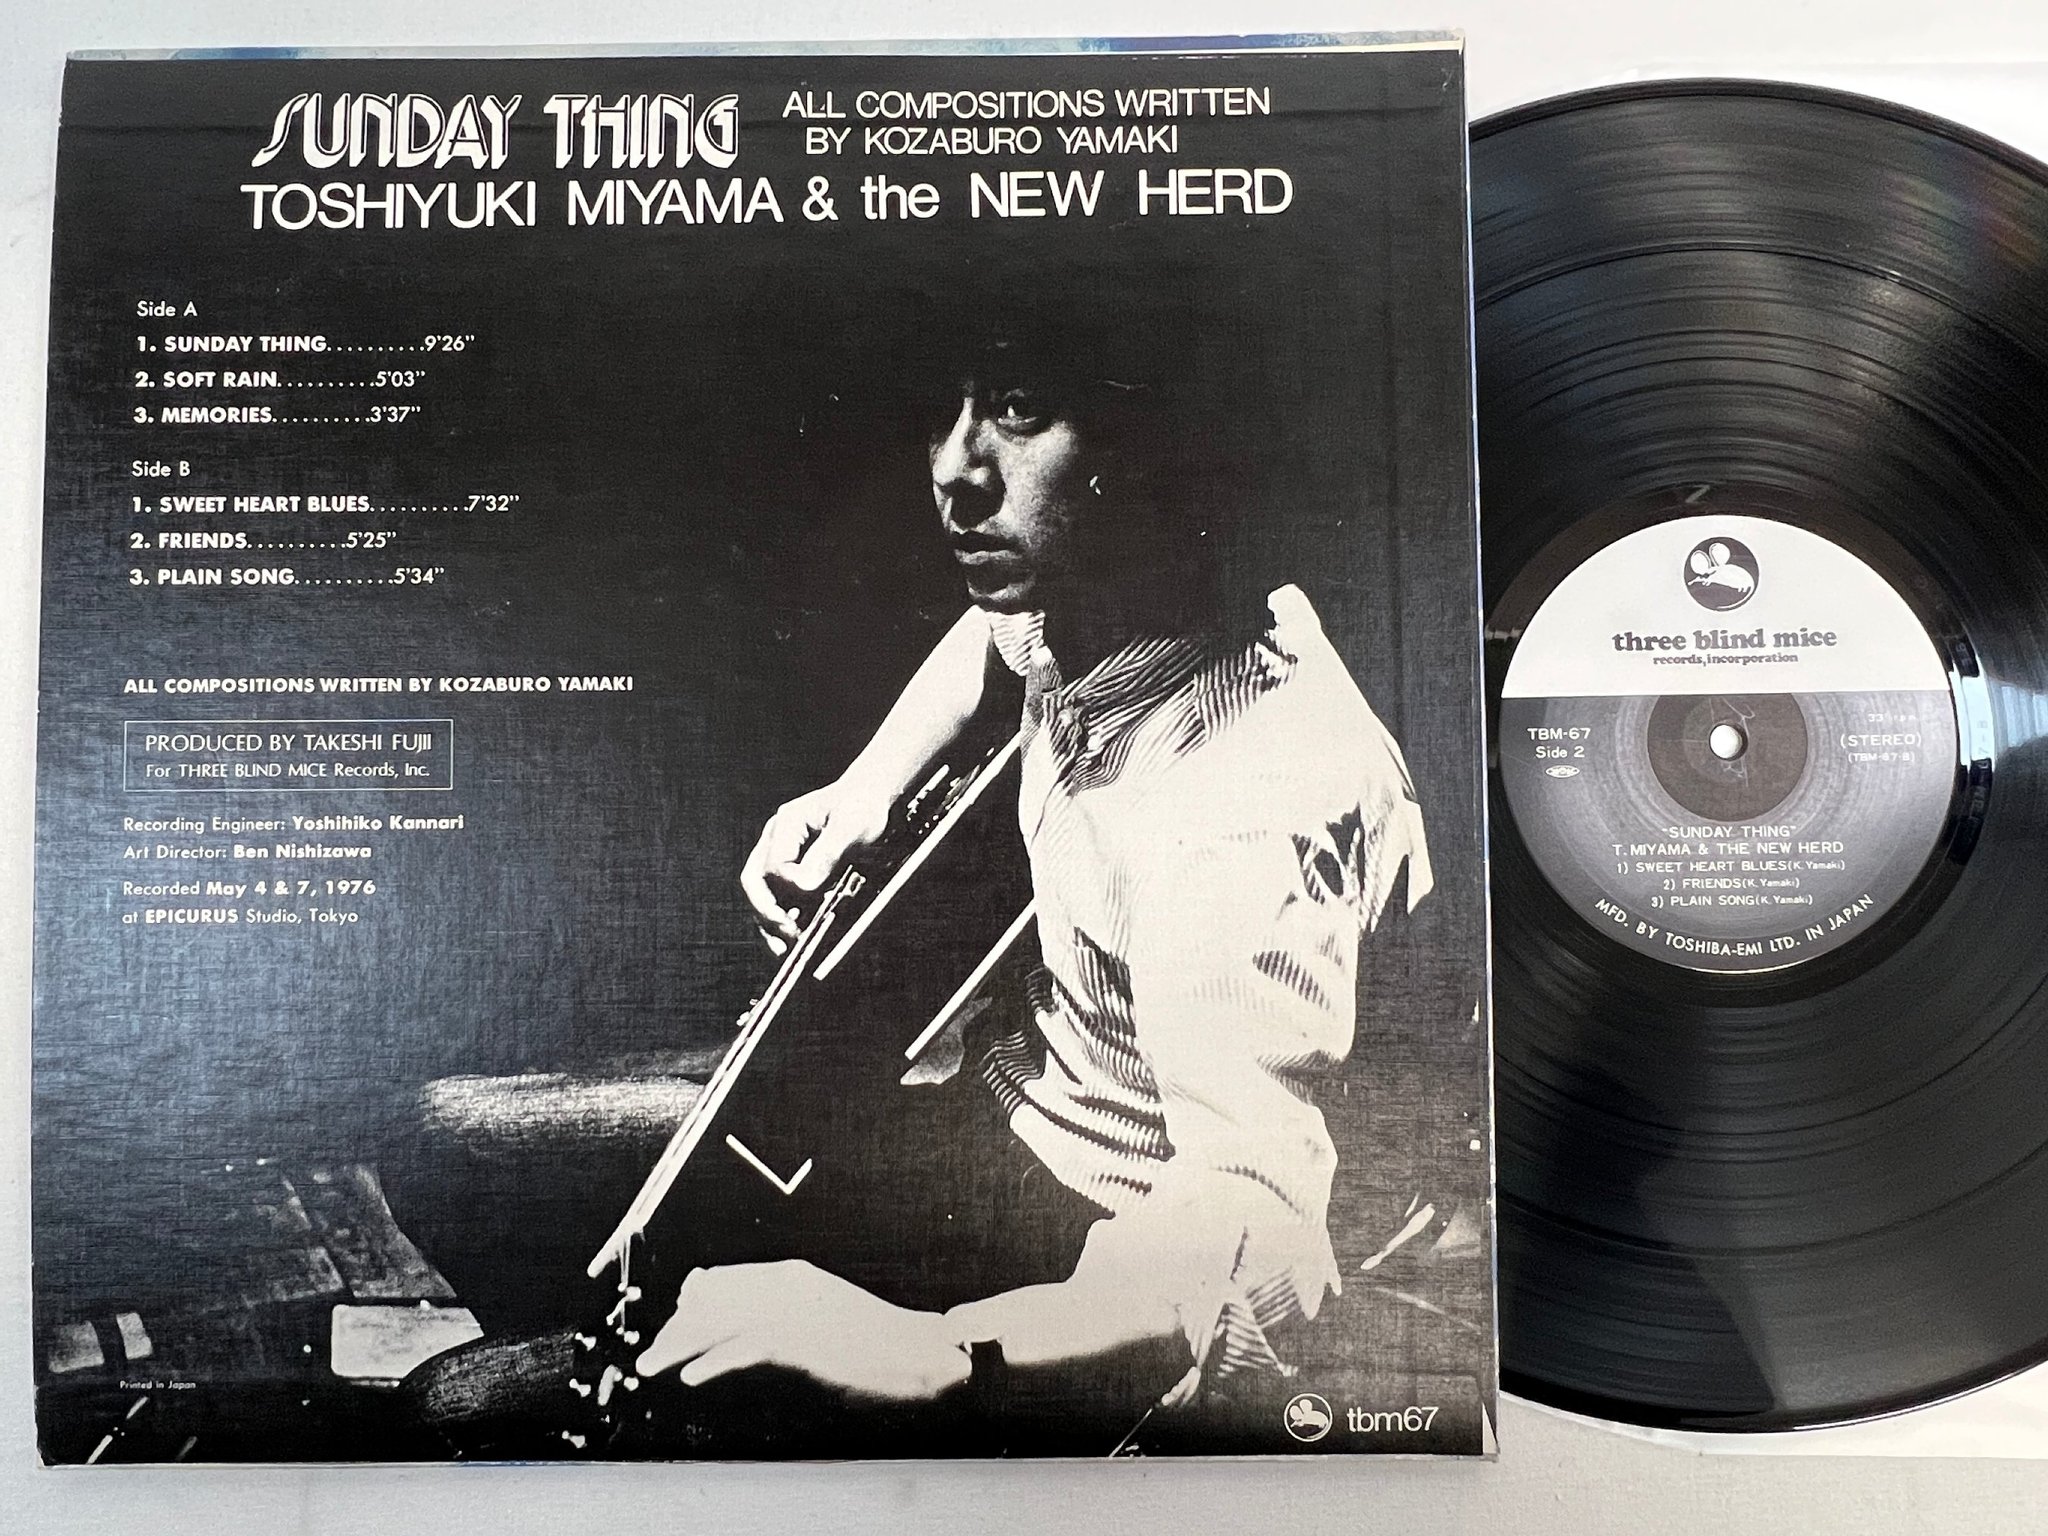 SUNDAY THING
ALL COMPOSITIONS WRITTEN
BY KOZABURO YAMAKI
TOSHIYUKI MIYAMA & the NEW HERD
Side A
1. SUNDAY THING..........9'26"
2. SOFT RAIN..........5'03"
3. MEMORIES..........3'37"
Side B
1. SWEET HEART BLUES..........7'32"
2. FRIENDS..........5'25"
3. PLAIN SONG..........5'34"
ALL COMPOSITIONS WRITTEN BY KOZABURO YAMAKI
PRODUCED BY TAKESHI FUJII
For THREE BLIND MICE Records, Inc.
Recording Engineer: Yoshihiko Kannari
Art Director: Ben Nishizawa
Recorded May 4 & 7, 1976
at EPICURUS Studio, Tokyo
Printed in Japan
tbm67
three blind mice
records, incorporation
TBM-67
Side 2
33 rpm
(STEREO)
(TBM-67-B)
"SUNDAY THING"
T. MIYAMA & THE NEW HERD
1) SWEET HEART BLUES(K. Yamaki)
2) FRIENDS(K. Yamaki)
3) PLAIN SONG(K. Yamaki)
MFD. BY TOSHIBA-EMI LTD. IN JAPAN